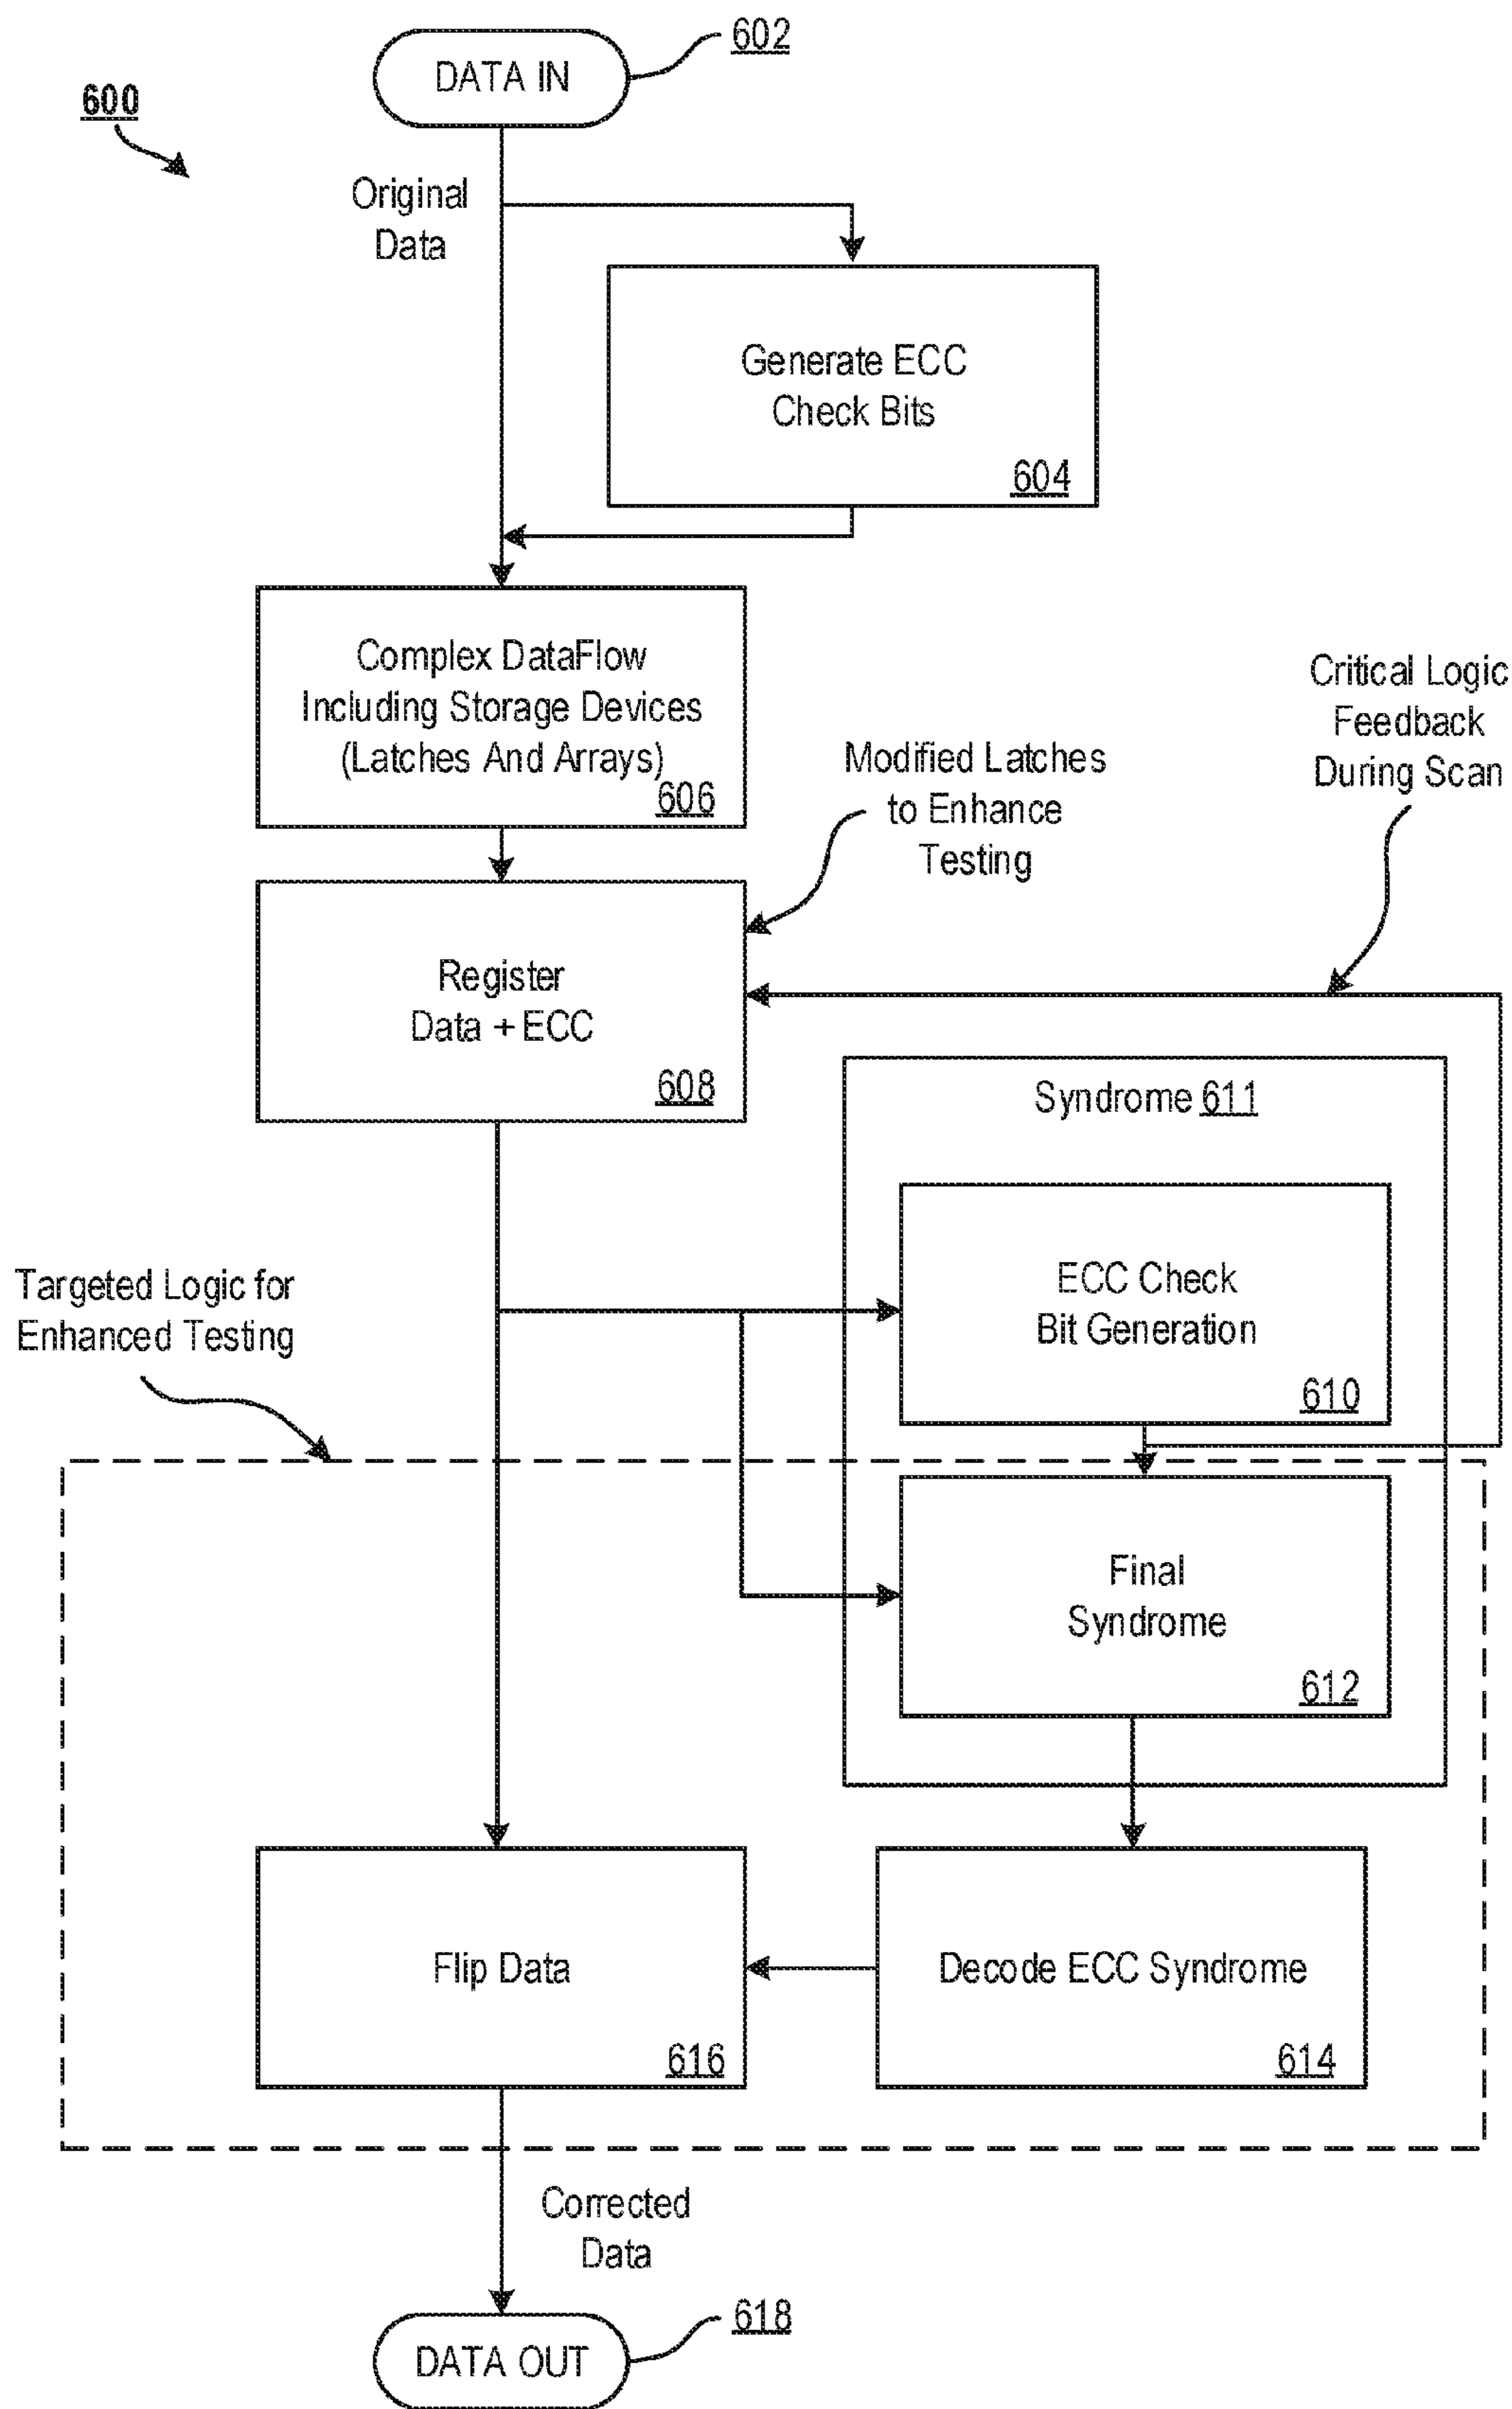 602
DATA IN
600
Original
Data
Generate ECC
Check Bits
604
Complex DataFlow
Including Storage Devices
(Latches And Arrays)
606
Critical Logic
Feedback
During Scan
Modified Latches
to Enhance
Testing
Register
Data + ECC
608
Syndrome 611
ECC Check
Bit Generation
610
Targeted Logic for
Enhanced Testing
Final
Syndrome
612
Flip Data
616
Decode ECC Syndrome
614
Corrected
Data
618
DATA OUT